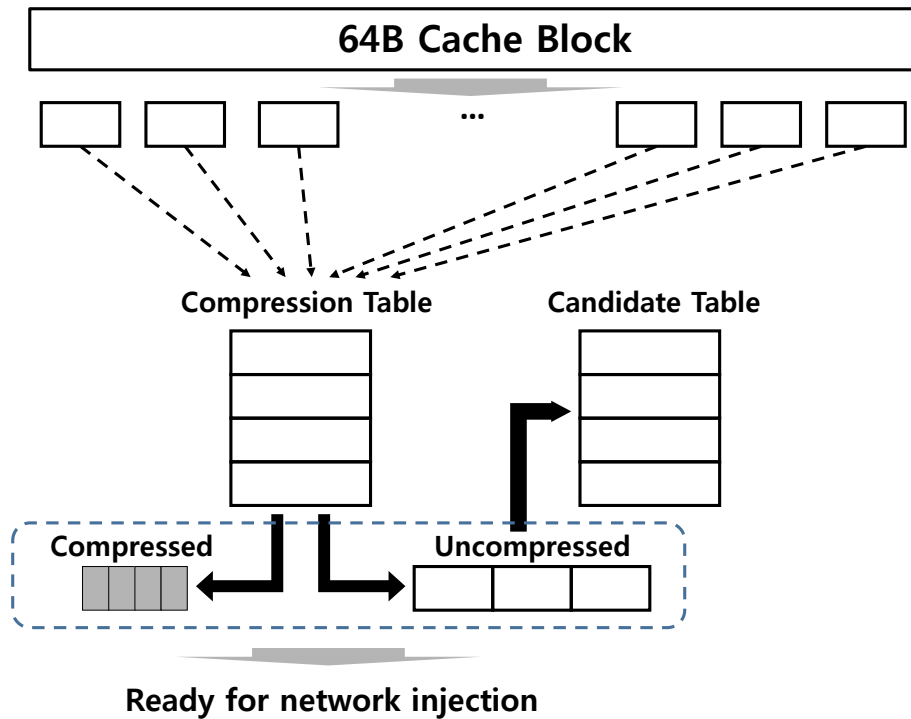 64B Cache Block
...
Compression Table
Candidate Table
Compressed
Uncompressed
Ready for network injection